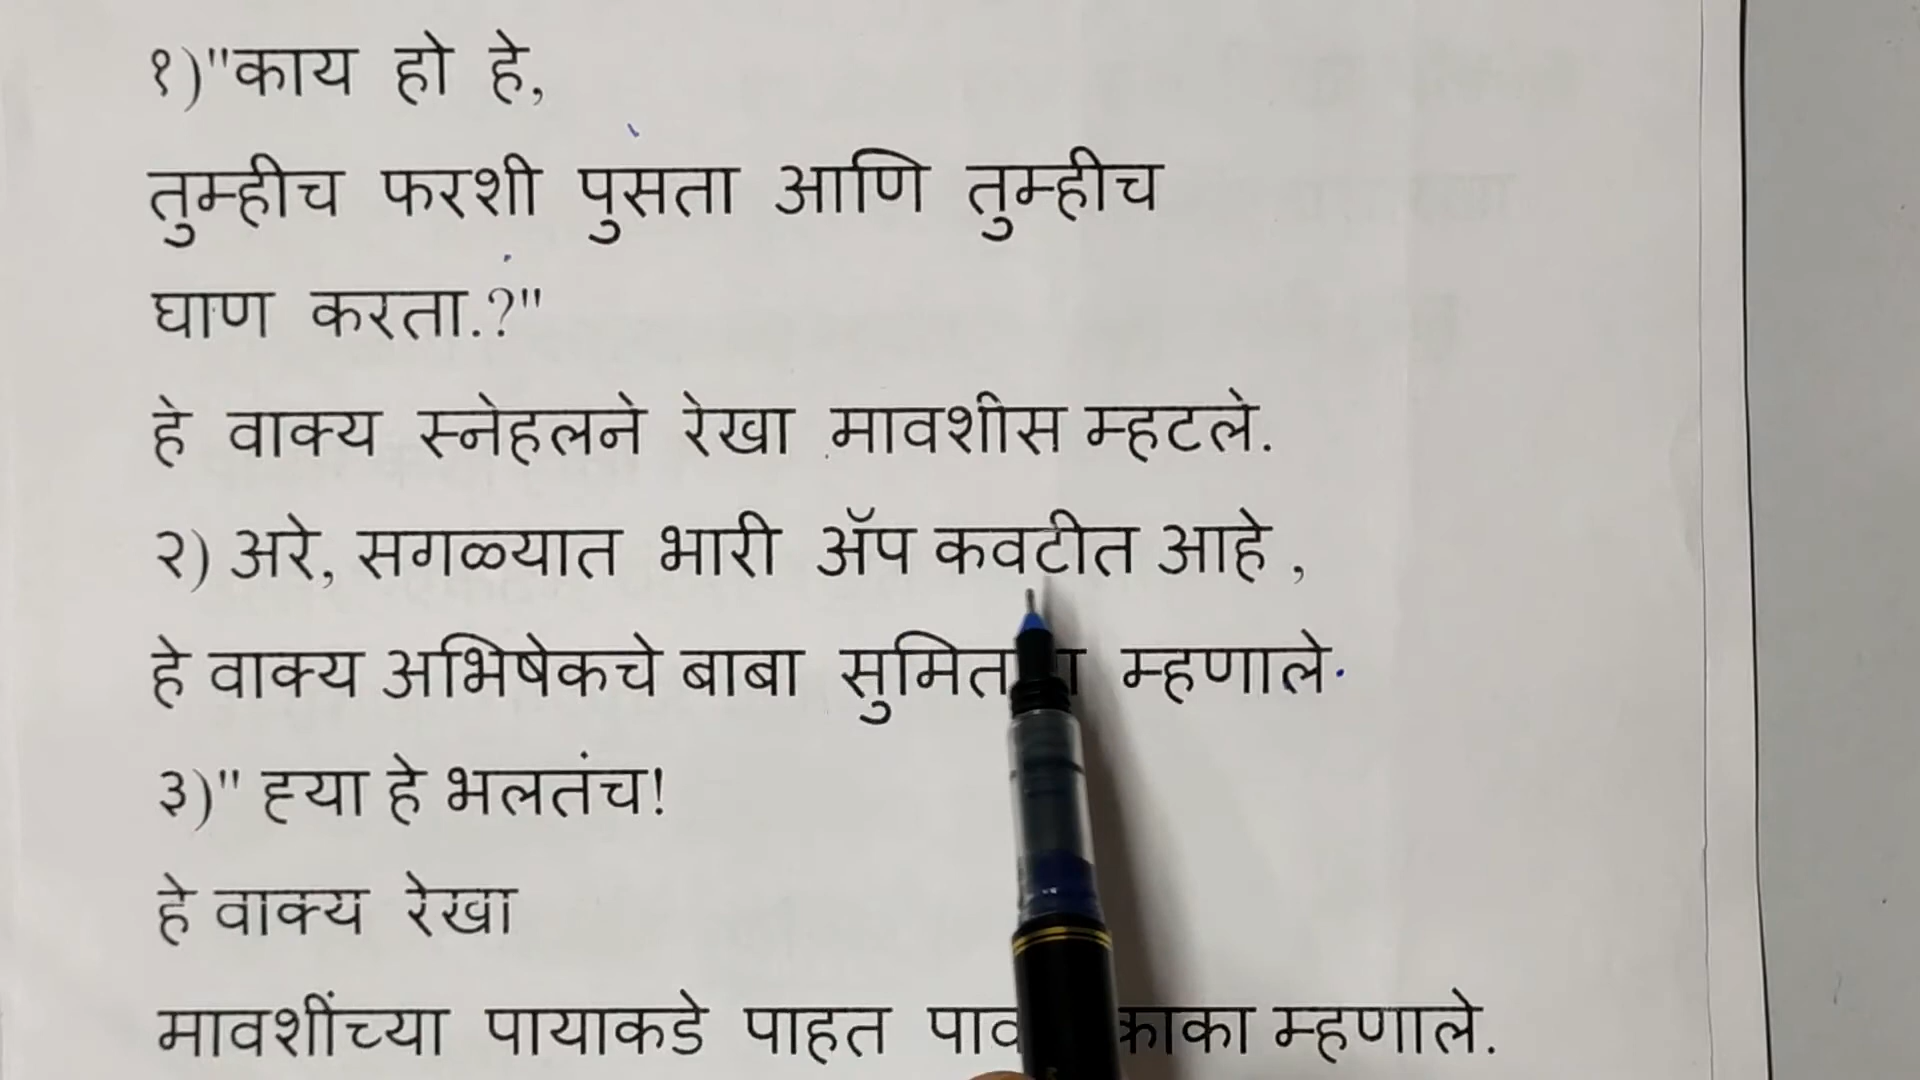 १)"काय हो हे,
तुम्हीच फरशी पुसता आणि तुम्हीच
घाण करता.?"
हे वाक्य स्नेहलने रेखा मावशीस म्हटले.
२) अरे, सगळ्यात भारी ॲप कवटीत आहे ,
हे वाक्य अभिषेकचे बाबा म्हणाले.
३)" ह्या हे भलतंच!
हे वाक्य रेखा
मावशींच्या पायाकडे पाहत काका म्हणाले.